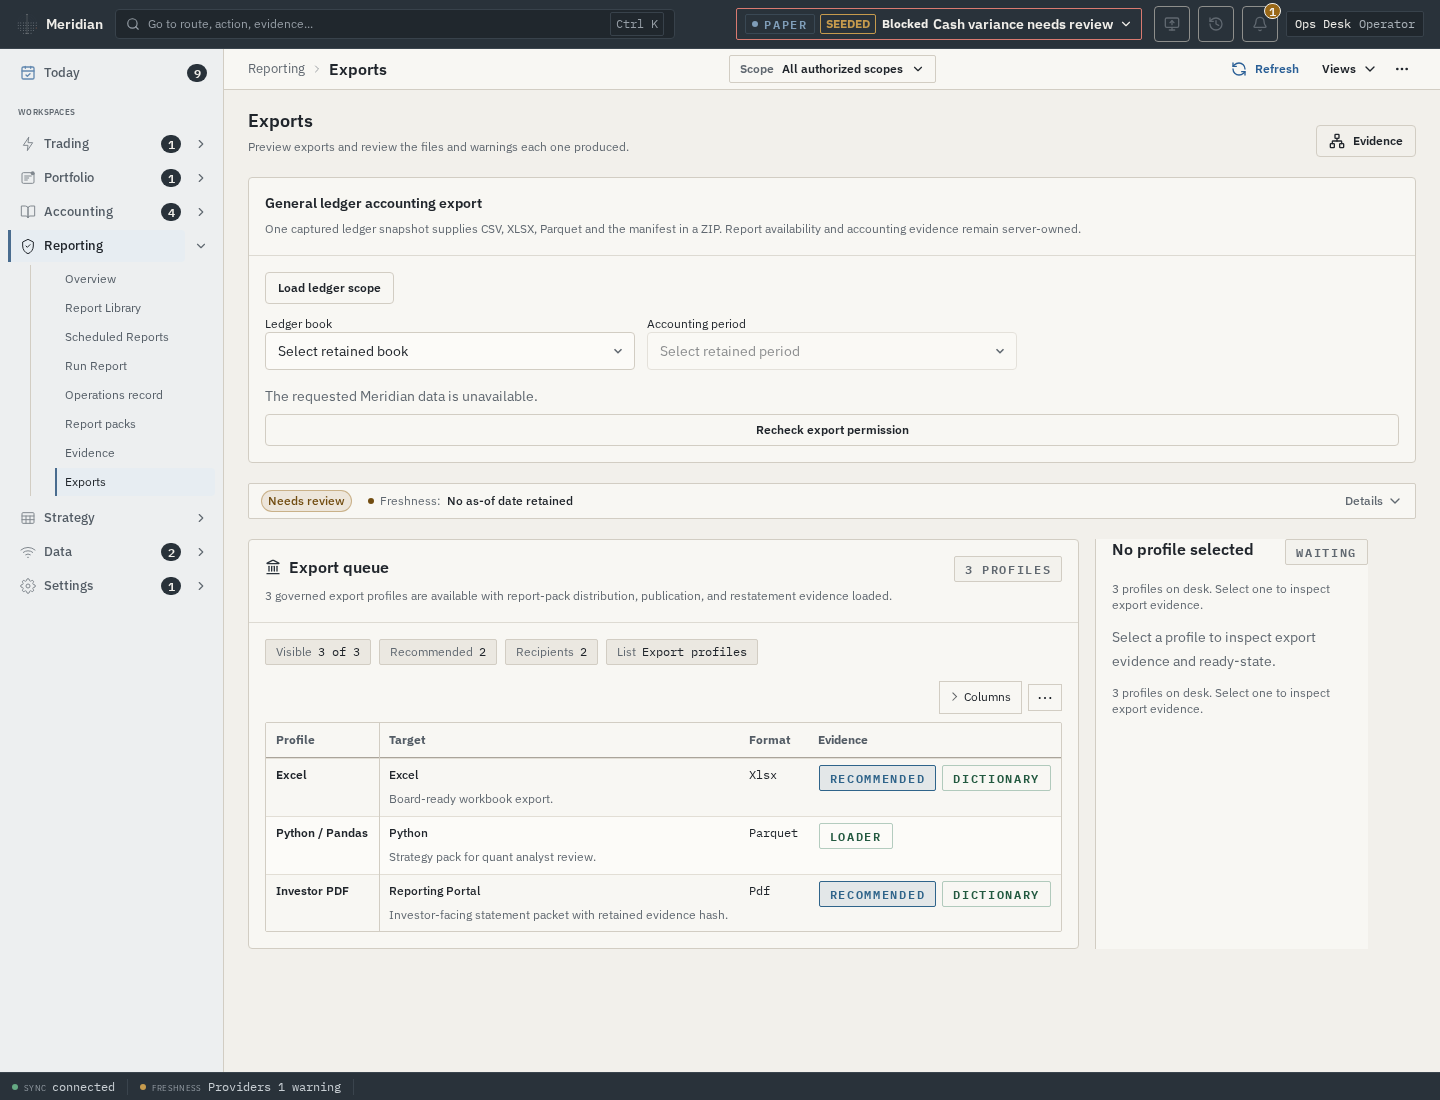 Meridian
Go to route, action, evidence...
Ctrl K
PAPER SEEDED Blocked Cash variance needs review
1
Ops Desk Operator
Today 9
WORKSPACES
Trading 1
Portfolio 1
Accounting 4
Reporting
Overview
Report Library
Scheduled Reports
Run Report
Operations record
Report packs
Evidence
Exports
Strategy
Data 2
Settings 1
Reporting Exports
Scope All authorized scopes
Refresh
Views
Exports
Preview exports and review the files and warnings each one produced.
Evidence
General ledger accounting export
One captured ledger snapshot supplies CSV, XLSX, Parquet and the manifest in a ZIP. Report availability and accounting evidence remain server-owned.
Load ledger scope
Ledger book
Select retained book
Accounting period
Select retained period
The requested Meridian data is unavailable.
Recheck export permission
Needs review
Freshness: No as-of date retained
Details
Export queue
3 PROFILES
3 governed export profiles are available with report-pack distribution, publication, and restatement evidence loaded.
Visible 3 of 3
Recommended 2
Recipients 2
List Export profiles
Columns
Profile Target Format Evidence
Excel Excel Xlsx RECOMMENDED DICTIONARY
Board-ready workbook export.
Python / Pandas Python Parquet LOADER
Strategy pack for quant analyst review.
Investor PDF Reporting Portal Pdf RECOMMENDED DICTIONARY
Investor-facing statement packet with retained evidence hash.
No profile selected
WAITING
3 profiles on desk. Select one to inspect
export evidence.
Select a profile to inspect export
evidence and ready-state.
3 profiles on desk. Select one to inspect
export evidence.
SYNC connected
FRESHNESS Providers 1 warning